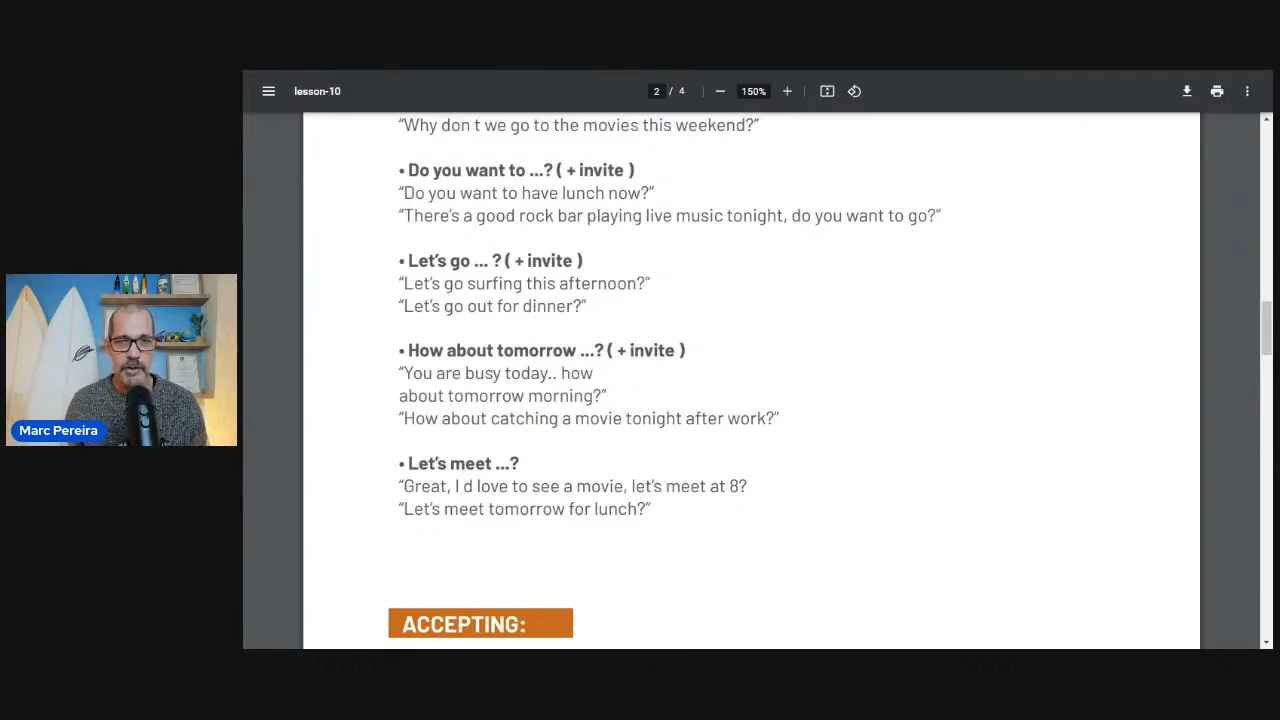 lesson-10
2 / 4
150%
“Why don t we go to the movies this weekend?”
• Do you want to ...? ( + invite )
“Do you want to have lunch now?”
“There’s a good rock bar playing live music tonight, do you want to go?”
• Let’s go ... ? ( + invite )
“Let’s go surfing this afternoon?”
“Let’s go out for dinner?”
• How about tomorrow ...? ( + invite )
“You are busy today.. how
about tomorrow morning?”
“How about catching a movie tonight after work?”
• Let’s meet ...?
“Great, I d love to see a movie, let’s meet at 8?
“Let’s meet tomorrow for lunch?”
ACCEPTING:
Marc Pereira